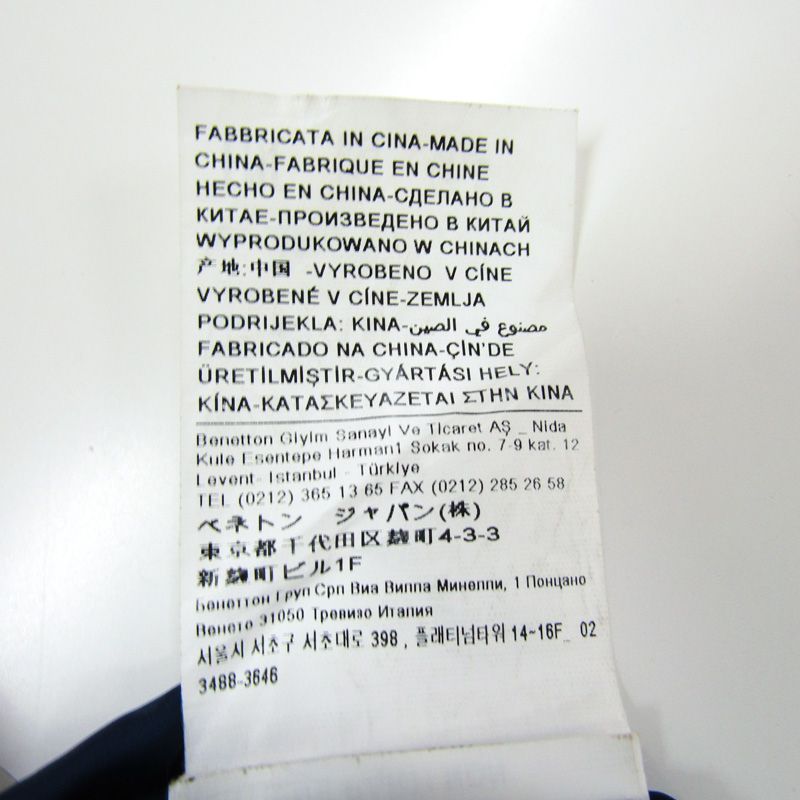 FABBRICATA IN CINA-MADE IN
CHINA-FABRIQUE EN CHINE
HECHO EN CHINA-СДЕЛАНО В
КИТАЕ-ПРОИЗВЕДЕНО В КИТАЙ
WYPRODUKOWANO W CHINACH
产地:中国 -VYROBENO V CÍNE
VYROBENÉ V CÍNE-ZEMLJA
PODRIJEKLA: KINA-مصنوع في الصين
FABRICADO NA CHINA-ÇİN'DE
ÜRETİLMİŞTİR-GYÁRTÁSI HELY:
KÍNA-ΚΑΤΑΣΚΕΥΑΖΕΤΑΙ ΣΤΗΝ ΚΙΝΑ
Benetton Giyim Sanayi Ve Ticaret AŞ _ Nida
Kule Esentepe Harman1 Sokak no. 7-9 kat. 12
Levent- Istanbul - Türkiye
TEL (0212) 365 13 65 FAX (0212) 285 26 58
ベネトン ジャパン(株)
東京都千代田区麹町4-3-3
新麹町ビル1F
Бенеттон Груп Срл Виа Вилла Минелли, 1 Понцано
Венето 31050 Тревизо Италия
서울시 서초구 서초대로 398 , 플래티넘타워 14~16F_ 02
3488-3646